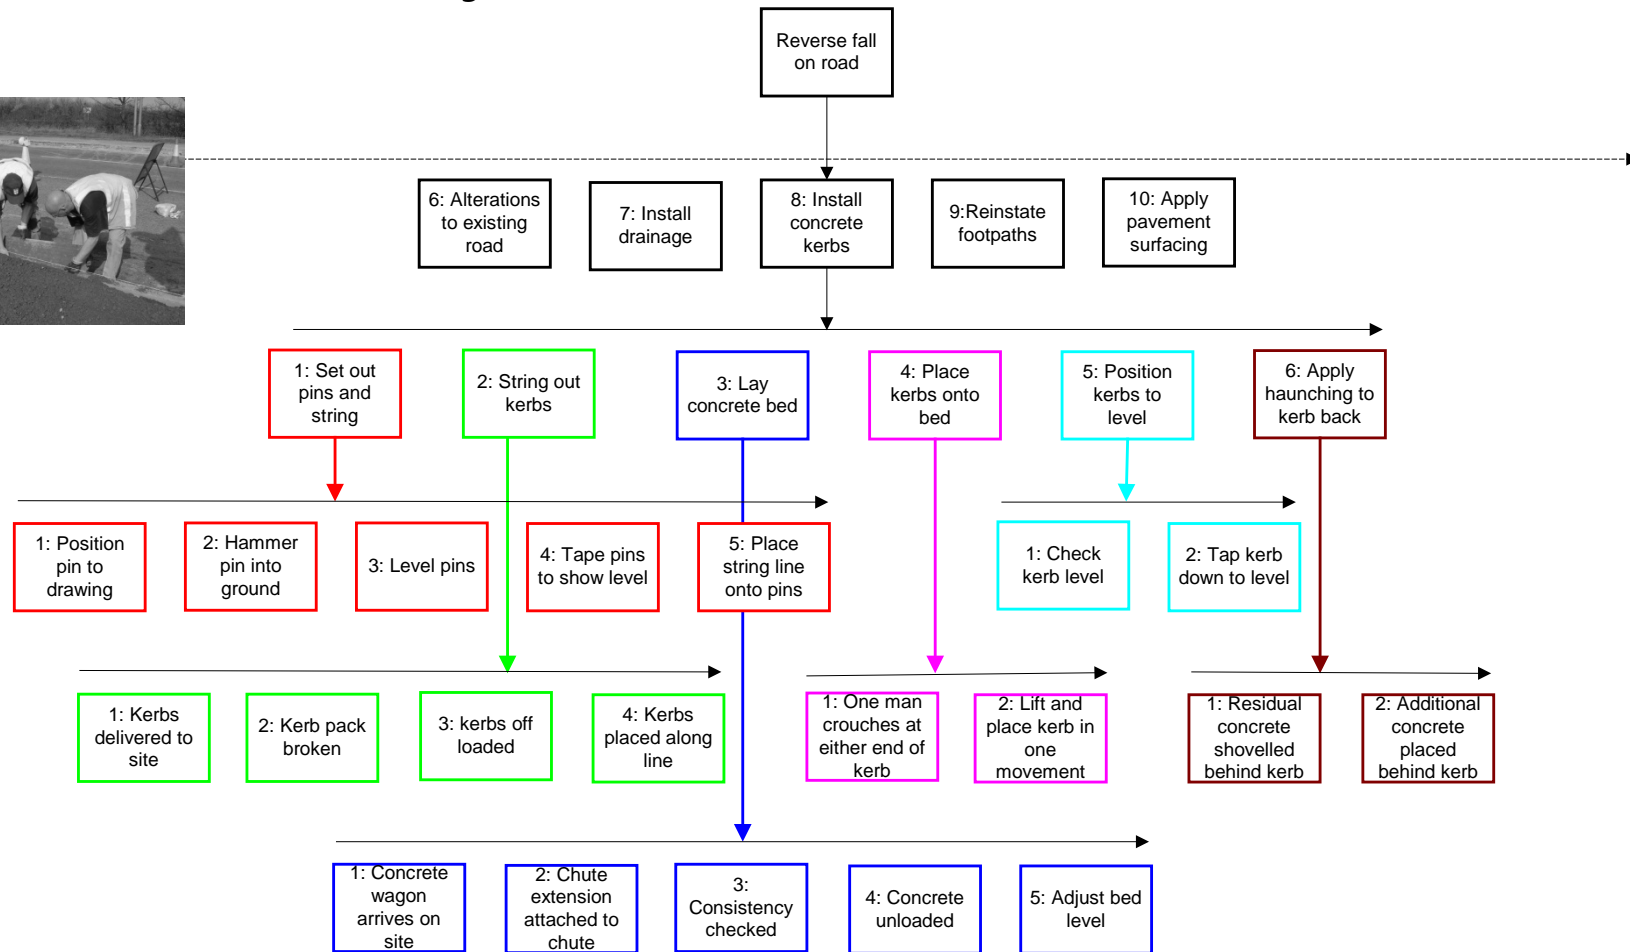 Reverse fall
on road
6: Alterations
to existing
road
7: Install
drainage
8: Install
concrete
kerbs
9:Reinstate
footpaths
10: Apply
pavement
surfacing
1: Set out
pins and
string
2: String out
kerbs
3: Lay
concrete bed
4: Place
kerbs onto
bed
5: Position
kerbs to
level
6: Apply
haunching to
kerb back
1: Position
pin to
drawing
2: Hammer
pin into
ground
3: Level pins
4: Tape pins
to show level
5: Place
string line
onto pins
1: Check
kerb level
2: Tap kerb
down to level
1: Kerbs
delivered to
site
2: Kerb pack
broken
3: kerbs off
loaded
4: Kerbs
placed along
line
1: One man
crouches at
either end of
kerb
2: Lift and
place kerb in
one
movement
1: Residual
concrete
shovelled
behind kerb
2: Additional
concrete
placed
behind kerb
1: Concrete
wagon
arrives on
site
2: Chute
extension
attached to
chute
3:
Consistency
checked
4: Concrete
unloaded
5: Adjust bed
level